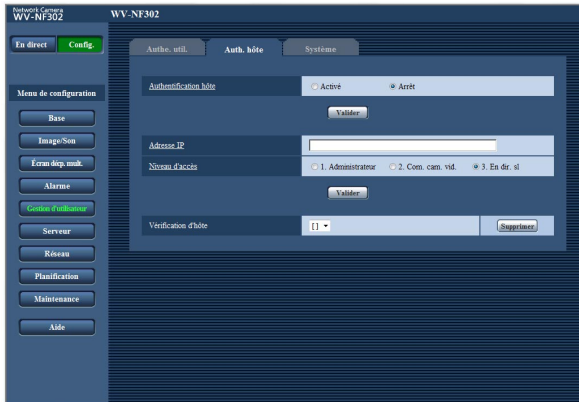 Network Camera
WV-NF302
WV-NF302
En direct
Config.
Authe. util.
Auth. hôte
Système
Menu de configuration
Base
Image/Son
Écran déep. mult.
Alarme
Gestion d'utilisateur
Serveur
Réseau
Planification
Maintenance
Aide
Authentification hôte
Activé
Arrêt
Valider
Adresse IP
Niveau d'accès
1. Administrateur
2. Com. cam. vid.
3. En dir. sl
Valider
Vérification d'hôte
[ ]
Supprimer